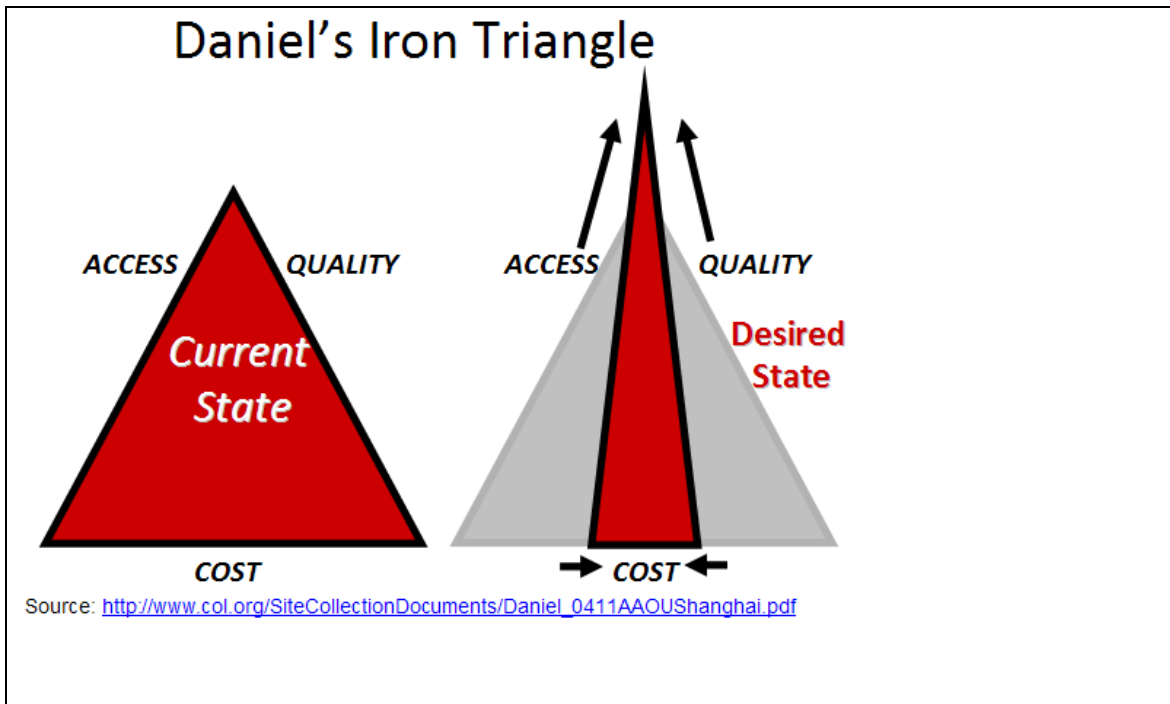 Daniel's Iron Triangle
ACCESS
QUALITY
Current
State
COST
ACCESS
QUALITY
Desired
State
COST
Source: http://www.col.org/SiteCollectionDocuments/Daniel_0411AAOUShanghai.pdf